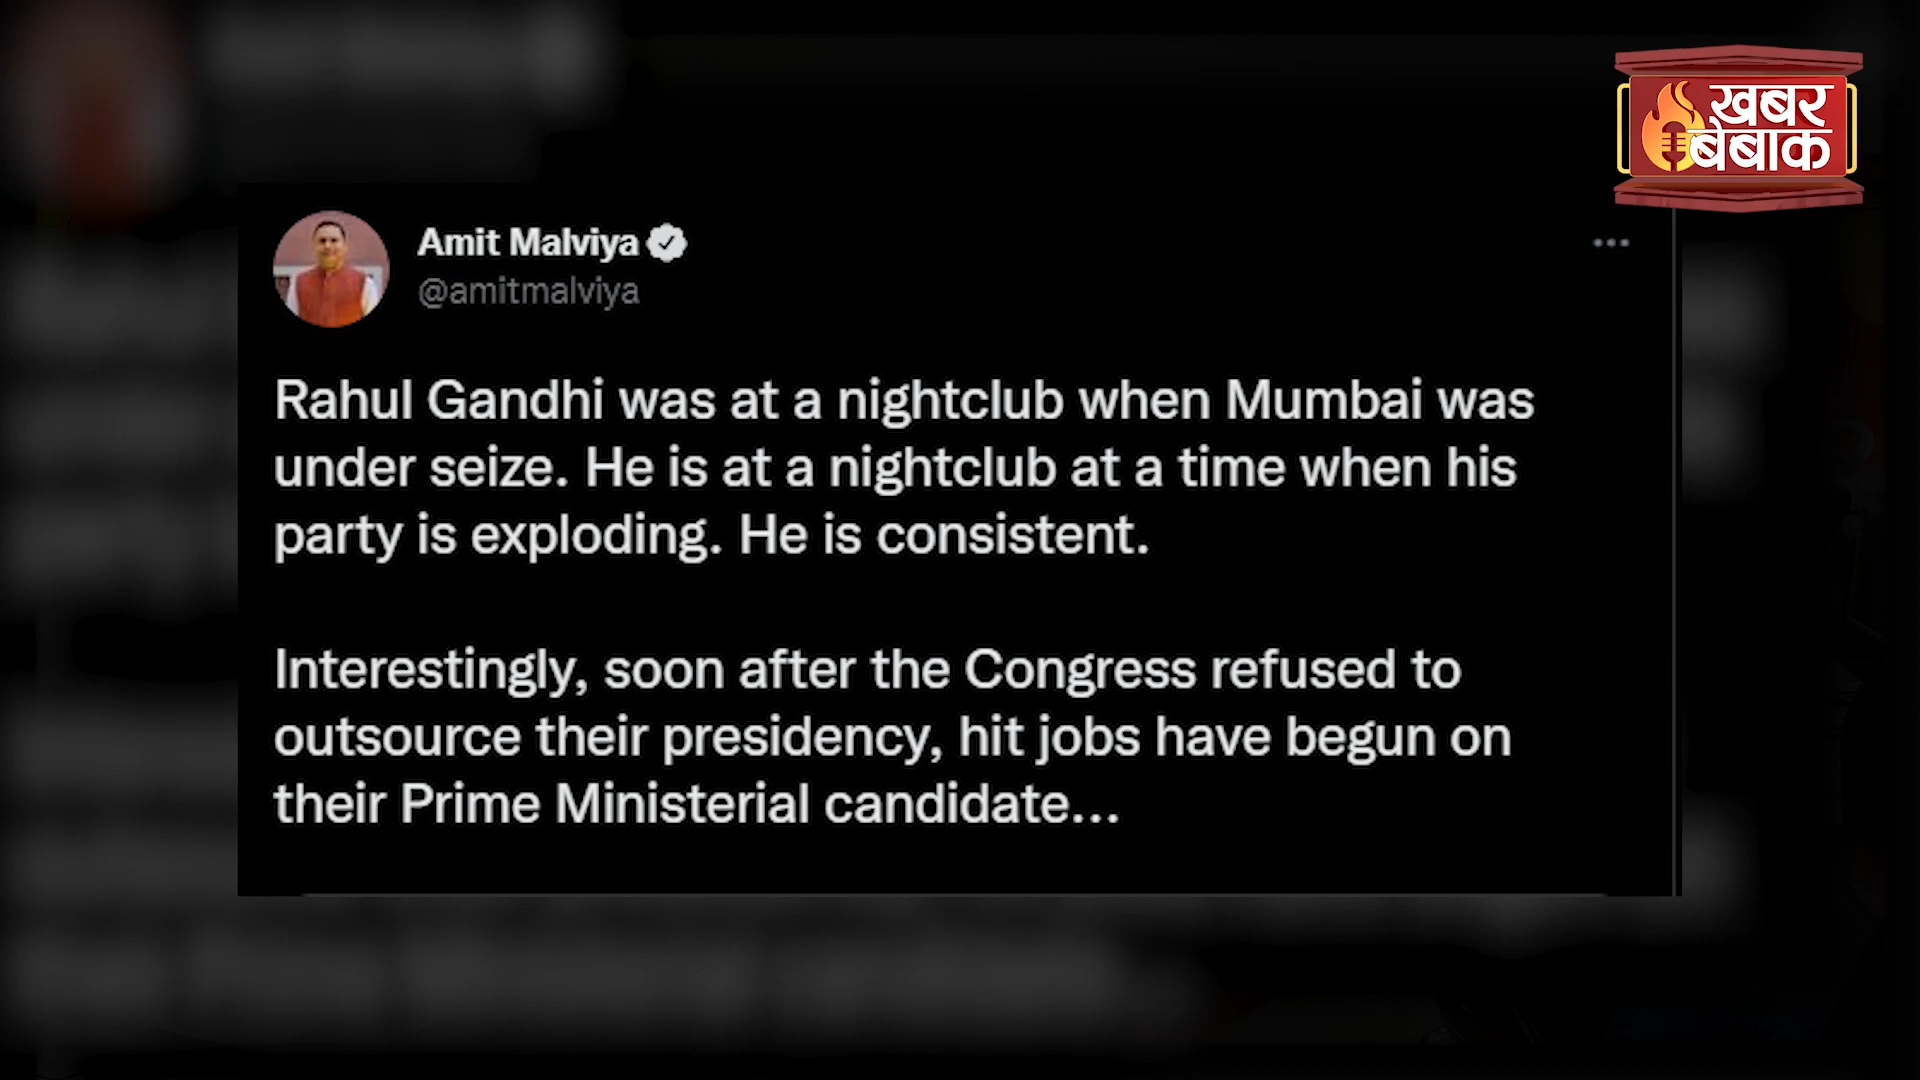 खबर
बेबाक
Amit Malviya
@amitmalviya
Rahul Gandhi was at a nightclub when Mumbai was
under seize. He is at a nightclub at a time when his
party is exploding. He is consistent.
Interestingly, soon after the Congress refused to
outsource their presidency, hit jobs have begun on
their Prime Ministerial candidate...